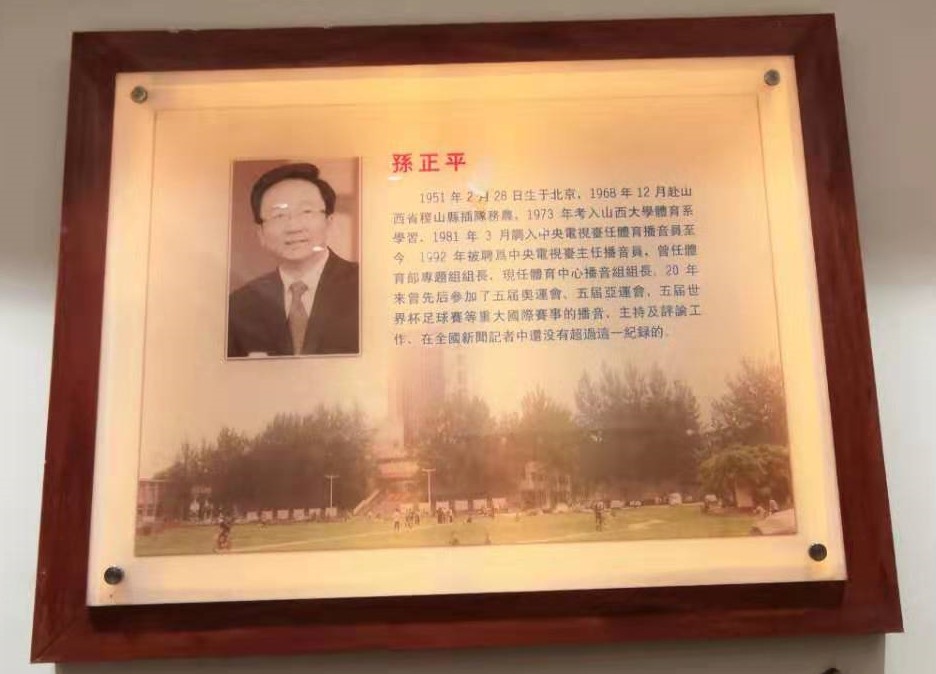 孫正平
1951 年 2 月 28 日生于北京，1968 年 12 月赴山
西省稷山縣插隊務農，1973 年考入山西大學體育系
學習，1981 年 3 月調入中央電視臺任體育播音員至
今，1992 年被聘爲中央電視臺主任播音員，曾任體
育部專題組組長，現任體育中心播音組組長，20 年
來曾先后參加了五屆奧運會、五屆亞運會，五屆世
界杯足球賽等重大國際賽事的播音，主持及評論工
作，在全國新聞記者中還没有超過這一紀録的.